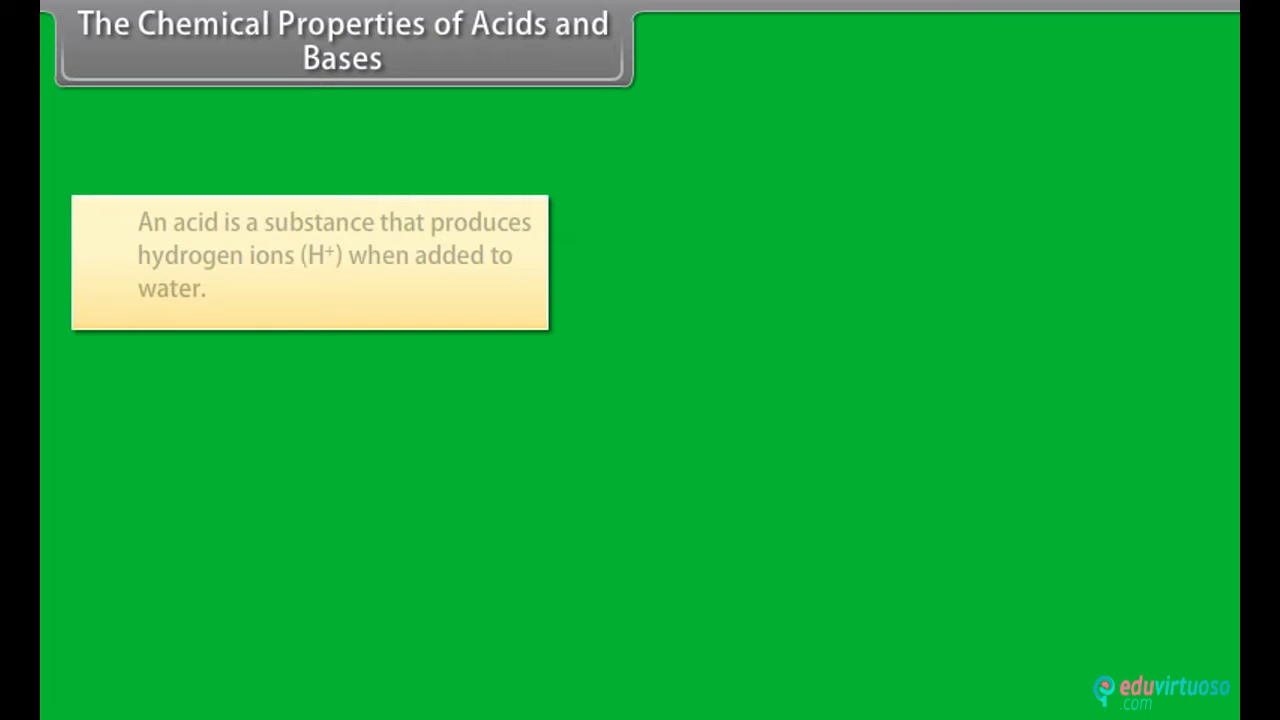 The Chemical Properties of Acids and
Bases
An acid is a substance that produces
hydrogen ions (H⁺) when added to
water.
eduvirtuoso
.com